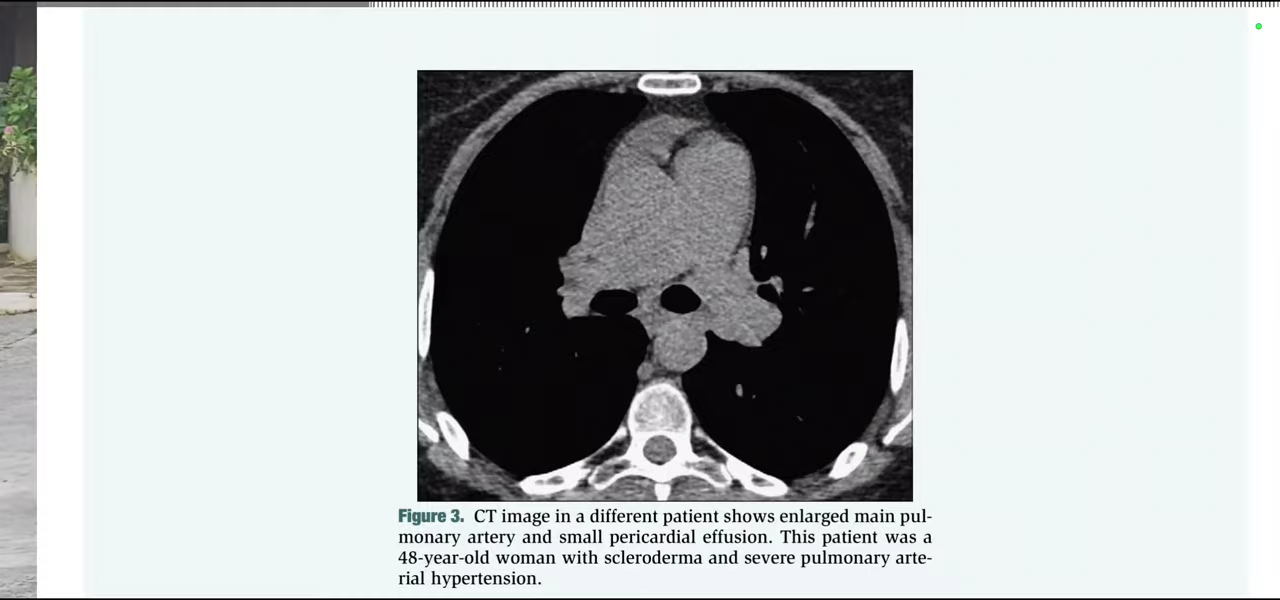 Figure 3. CT image in a different patient shows enlarged main pul-
monary artery and small pericardial effusion. This patient was a
48-year-old woman with scleroderma and severe pulmonary arte-
rial hypertension.